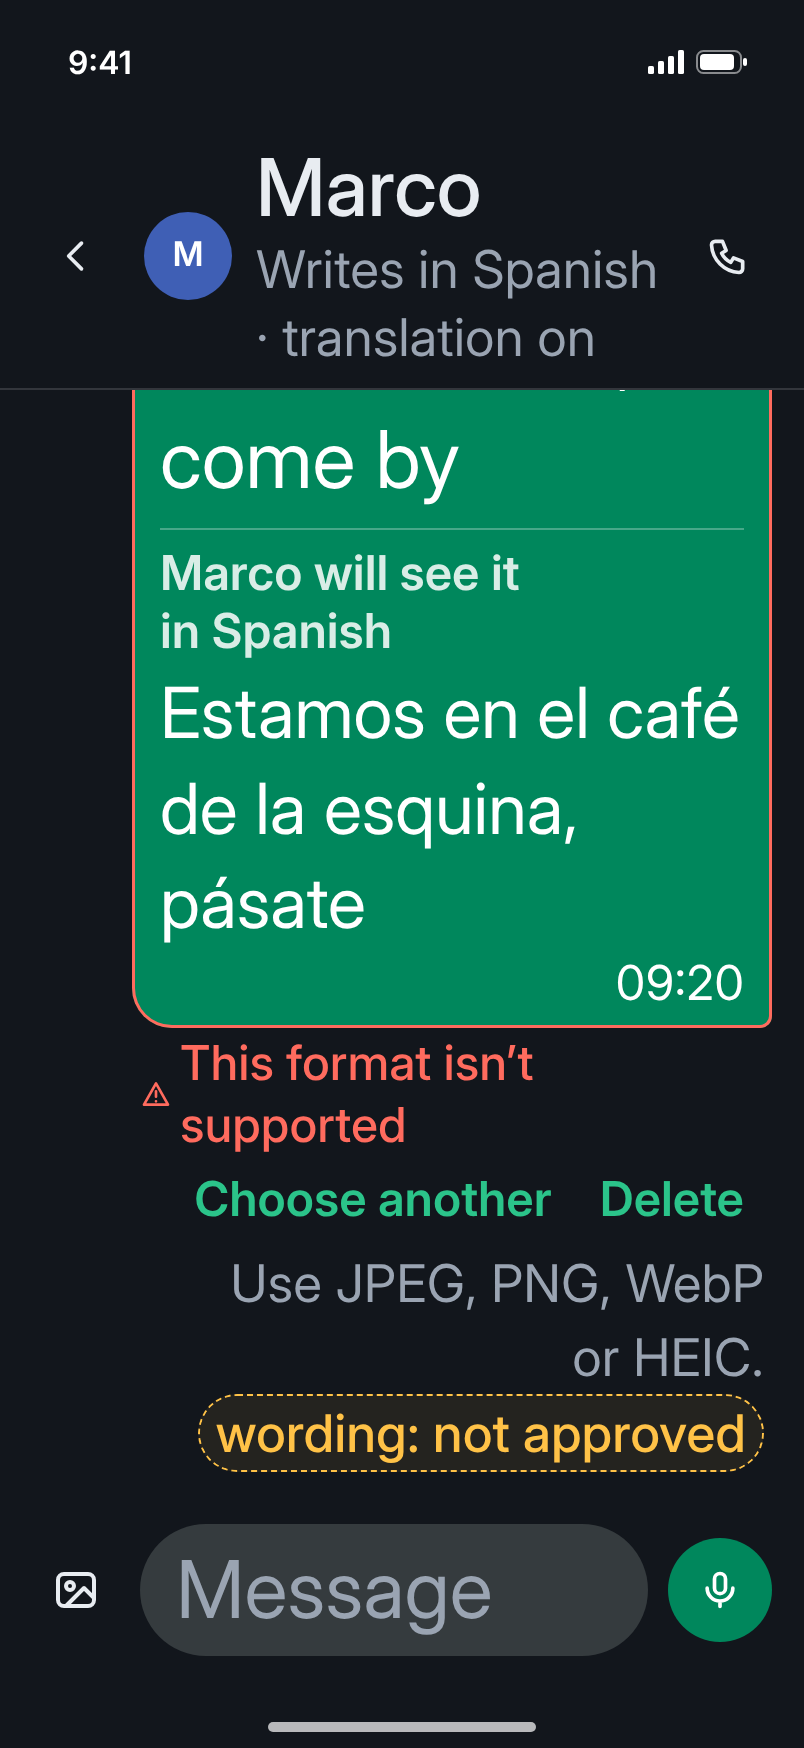 9:41
Marco
M
Writes in Spanish
· translation on
come by
Marco will see it
in Spanish
Estamos en el café
de la esquina,
pásate
09:20
This format isn’t
supported
Choose another Delete
Use JPEG, PNG, WebP
or HEIC.
wording: not approved
Message